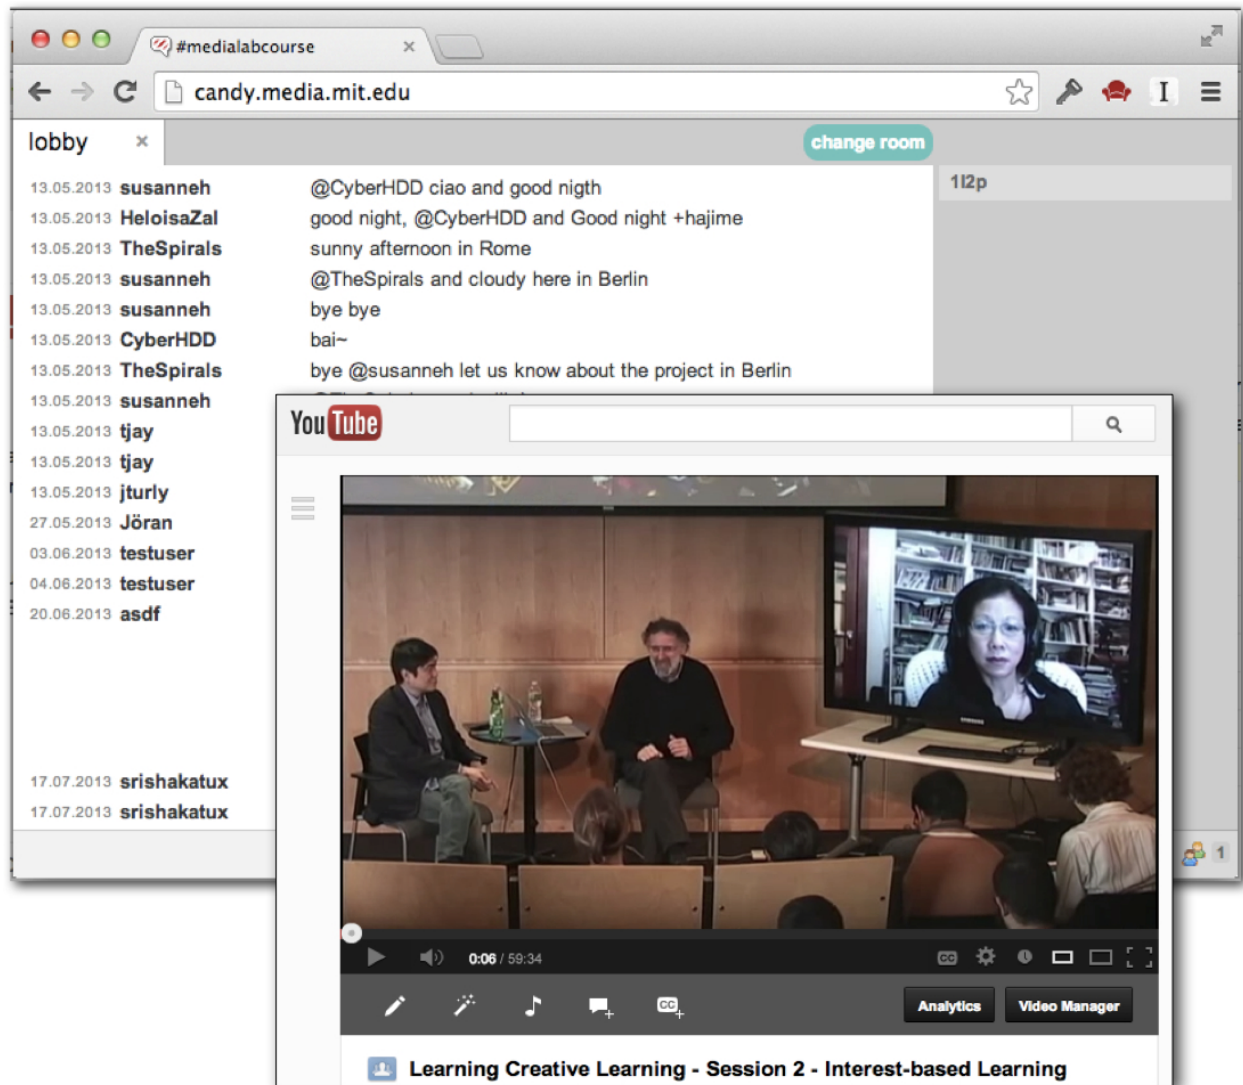 #medialabcourse
candy.media.mit.edu
lobby
change room
1l2p
13.05.2013 susanneh @CyberHDD ciao and good nigth
13.05.2013 HeloisaZal good night, @CyberHDD and Good night +hajime
13.05.2013 TheSpirals sunny afternoon in Rome
13.05.2013 susanneh @TheSpirals and cloudy here in Berlin
13.05.2013 susanneh bye bye
13.05.2013 CyberHDD bai~
13.05.2013 TheSpirals bye @susanneh let us know about the project in Berlin
13.05.2013 susanneh
13.05.2013 tjay
13.05.2013 tjay
13.05.2013 jturly
27.05.2013 Jöran
03.06.2013 testuser
04.06.2013 testuser
20.06.2013 asdf
17.07.2013 srishakatux
17.07.2013 srishakatux
1
YouTube
SAMSUNG
0:06 / 59:34
CC
CC
Analytics
Video Manager
Learning Creative Learning - Session 2 - Interest-based Learning